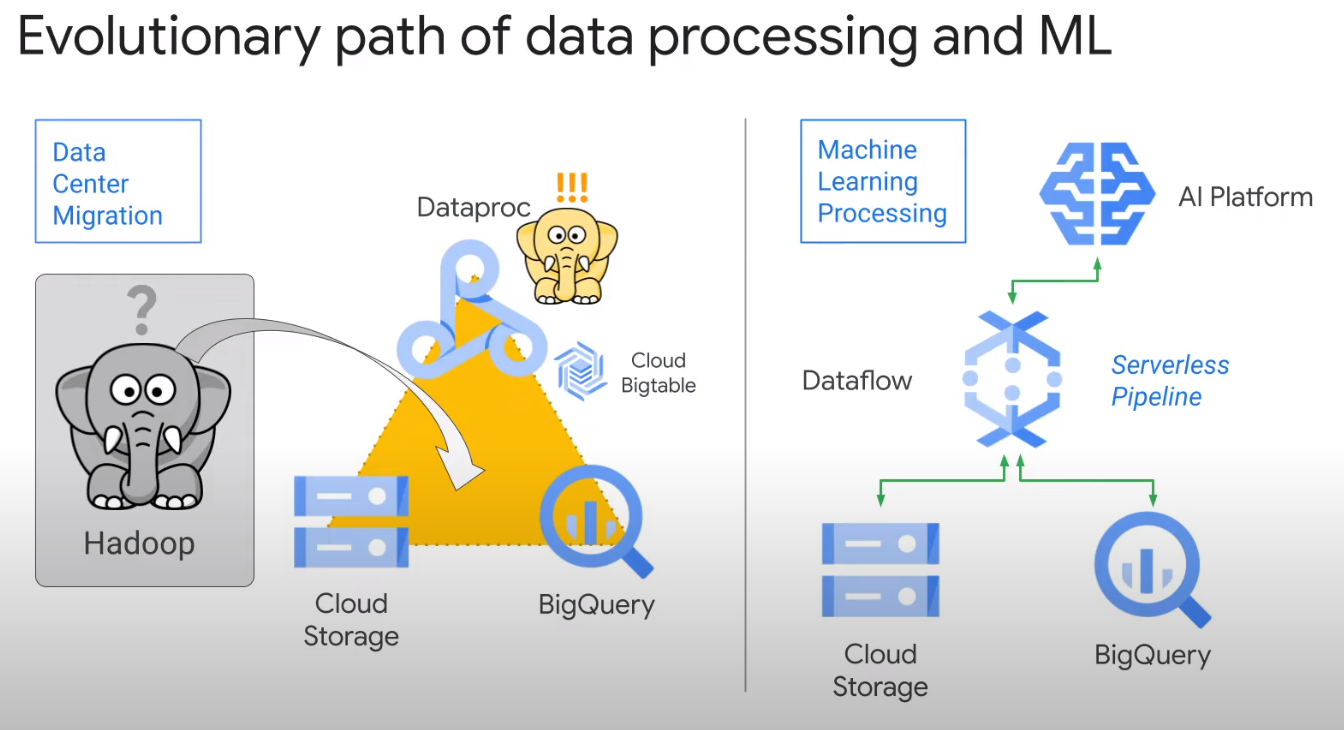 Evolutionary path of data processing and ML
Data
Center
Migration
?
Hadoop
Dataproc
!!!
Cloud
Bigtable
Cloud
Storage
BigQuery
Machine
Learning
Processing
AI Platform
Dataflow
Serverless
Pipeline
Cloud
Storage
BigQuery